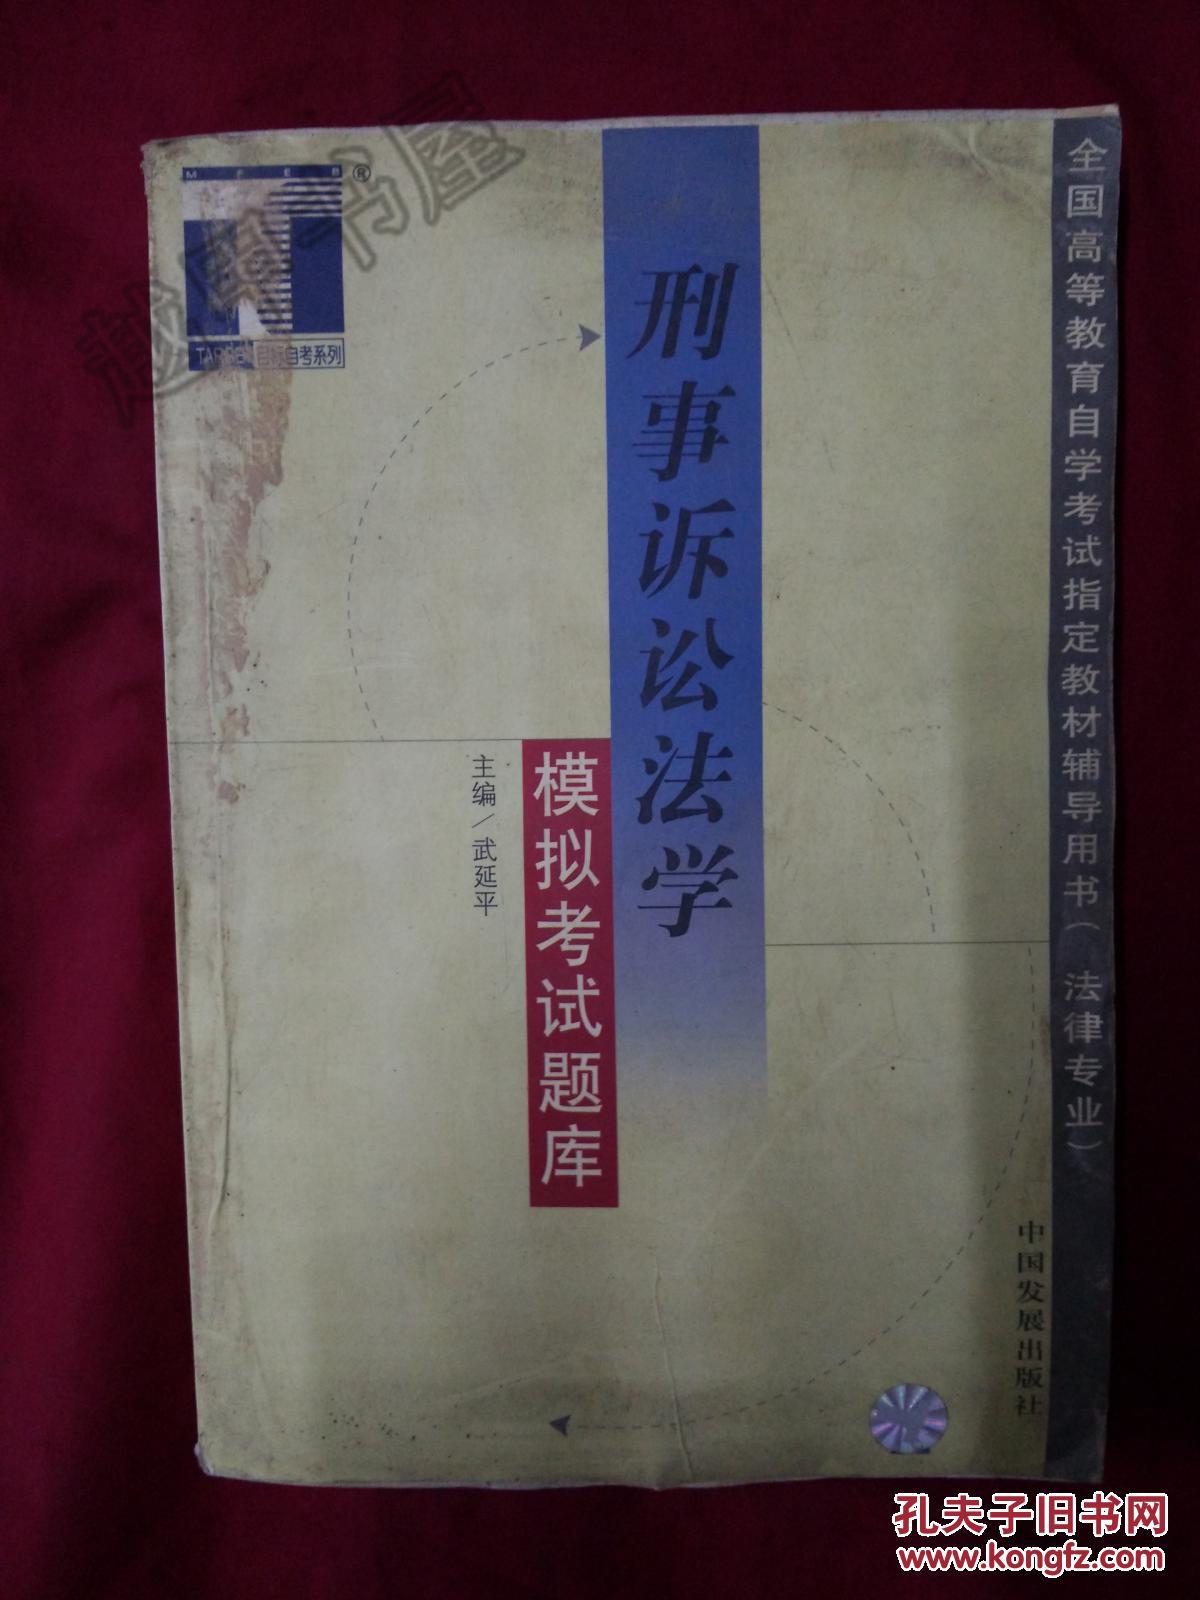 MFEB®
TARGET 目标自考系列
刑事诉讼法学
模拟考试题库
主编/武延平
全国高等教育自学考试指定教材辅导用书(法律专业)
中国发展出版社
书屋
孔夫子旧书网
www.kongfz.com